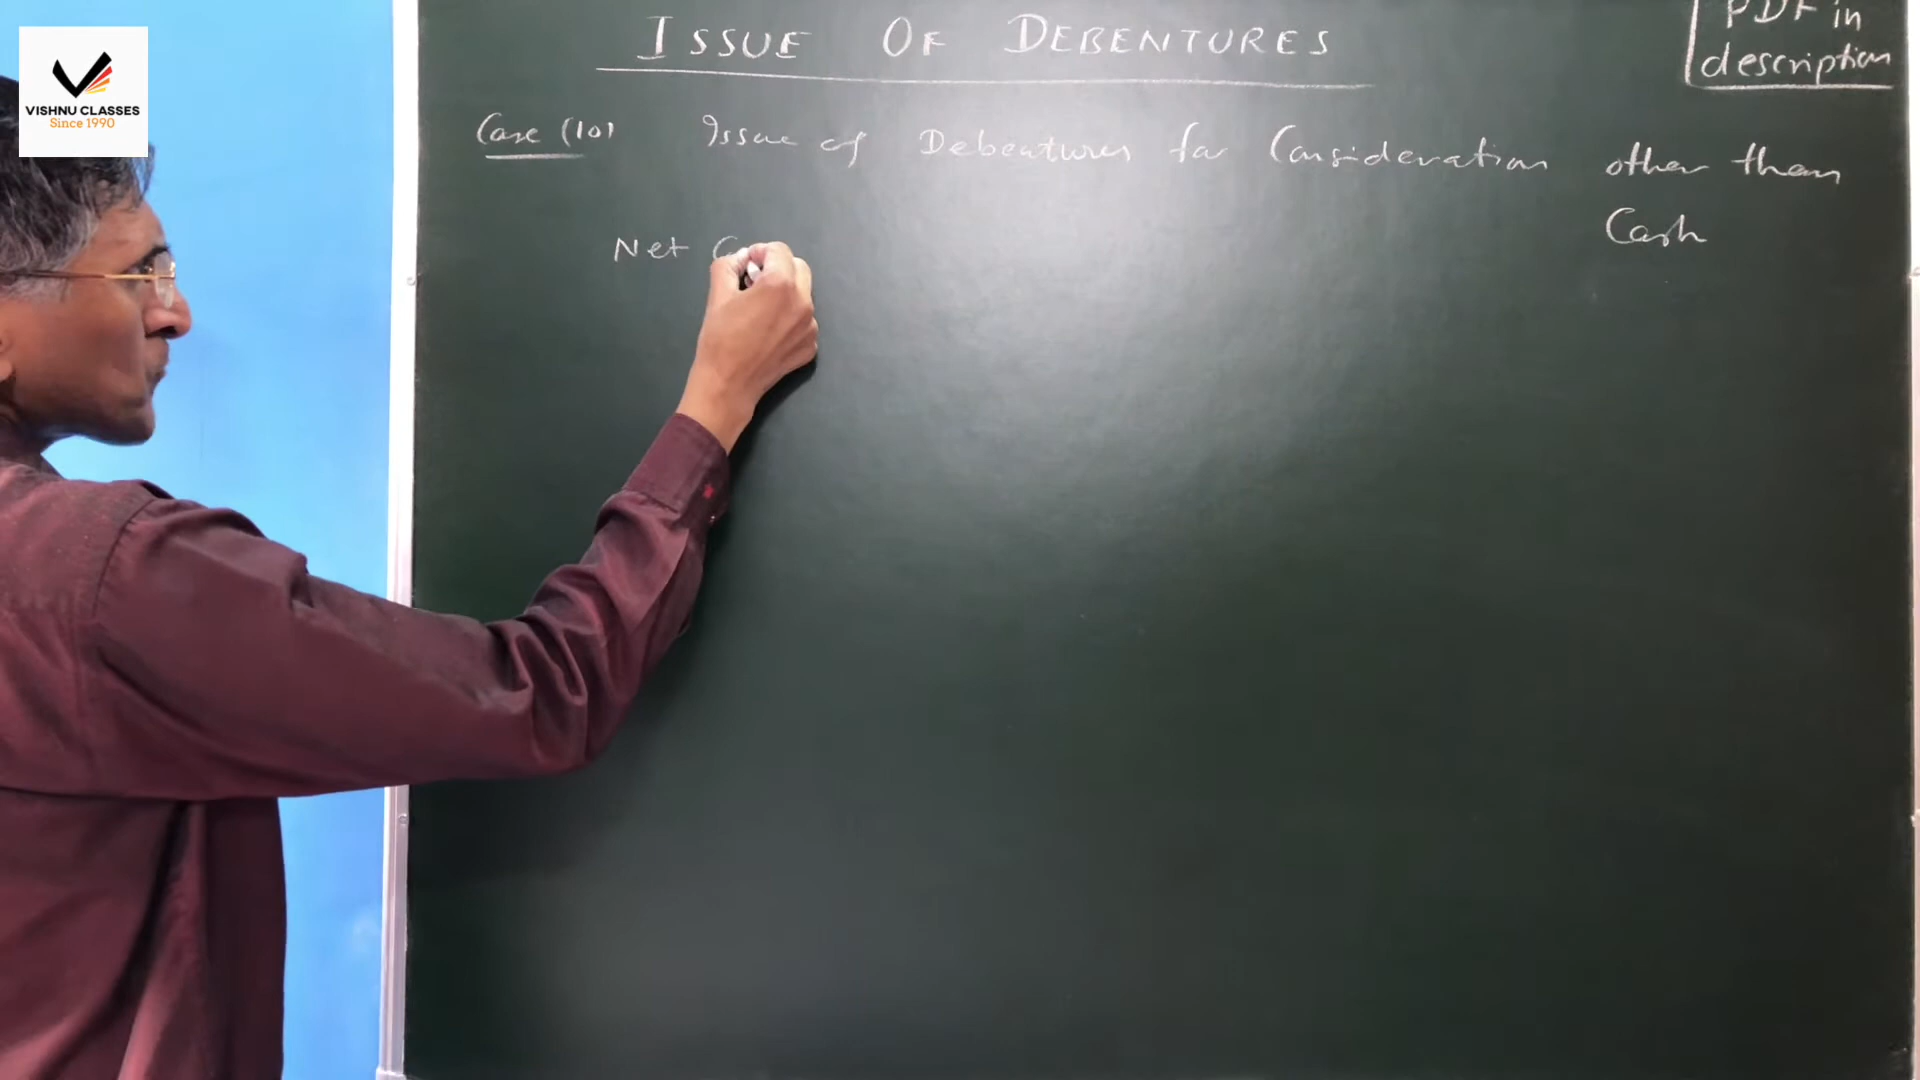 VISHNU CLASSES
Since 1990
ISSUE OF DEBENTURES
PDF in
description
Case (10) Issue of Debentures for Consideration other than
Cash
Net